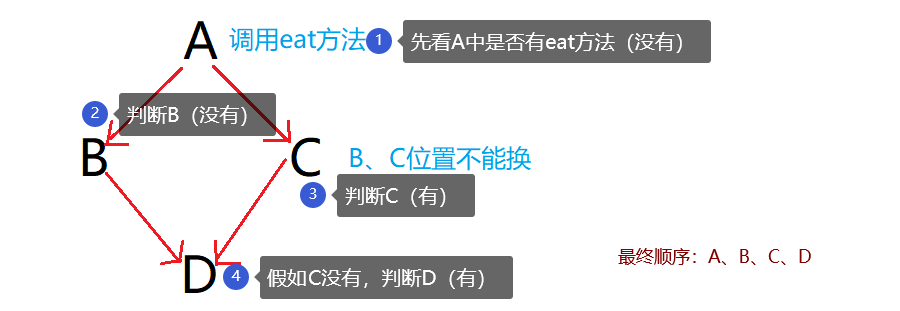 A 调用eat方法 1 先看A中是否有eat方法（没有）
2 判断B（没有）
B C B、C位置不能换
3 判断C（有）
D 4 假如C没有，判断D（有）
最终顺序：A、B、C、D